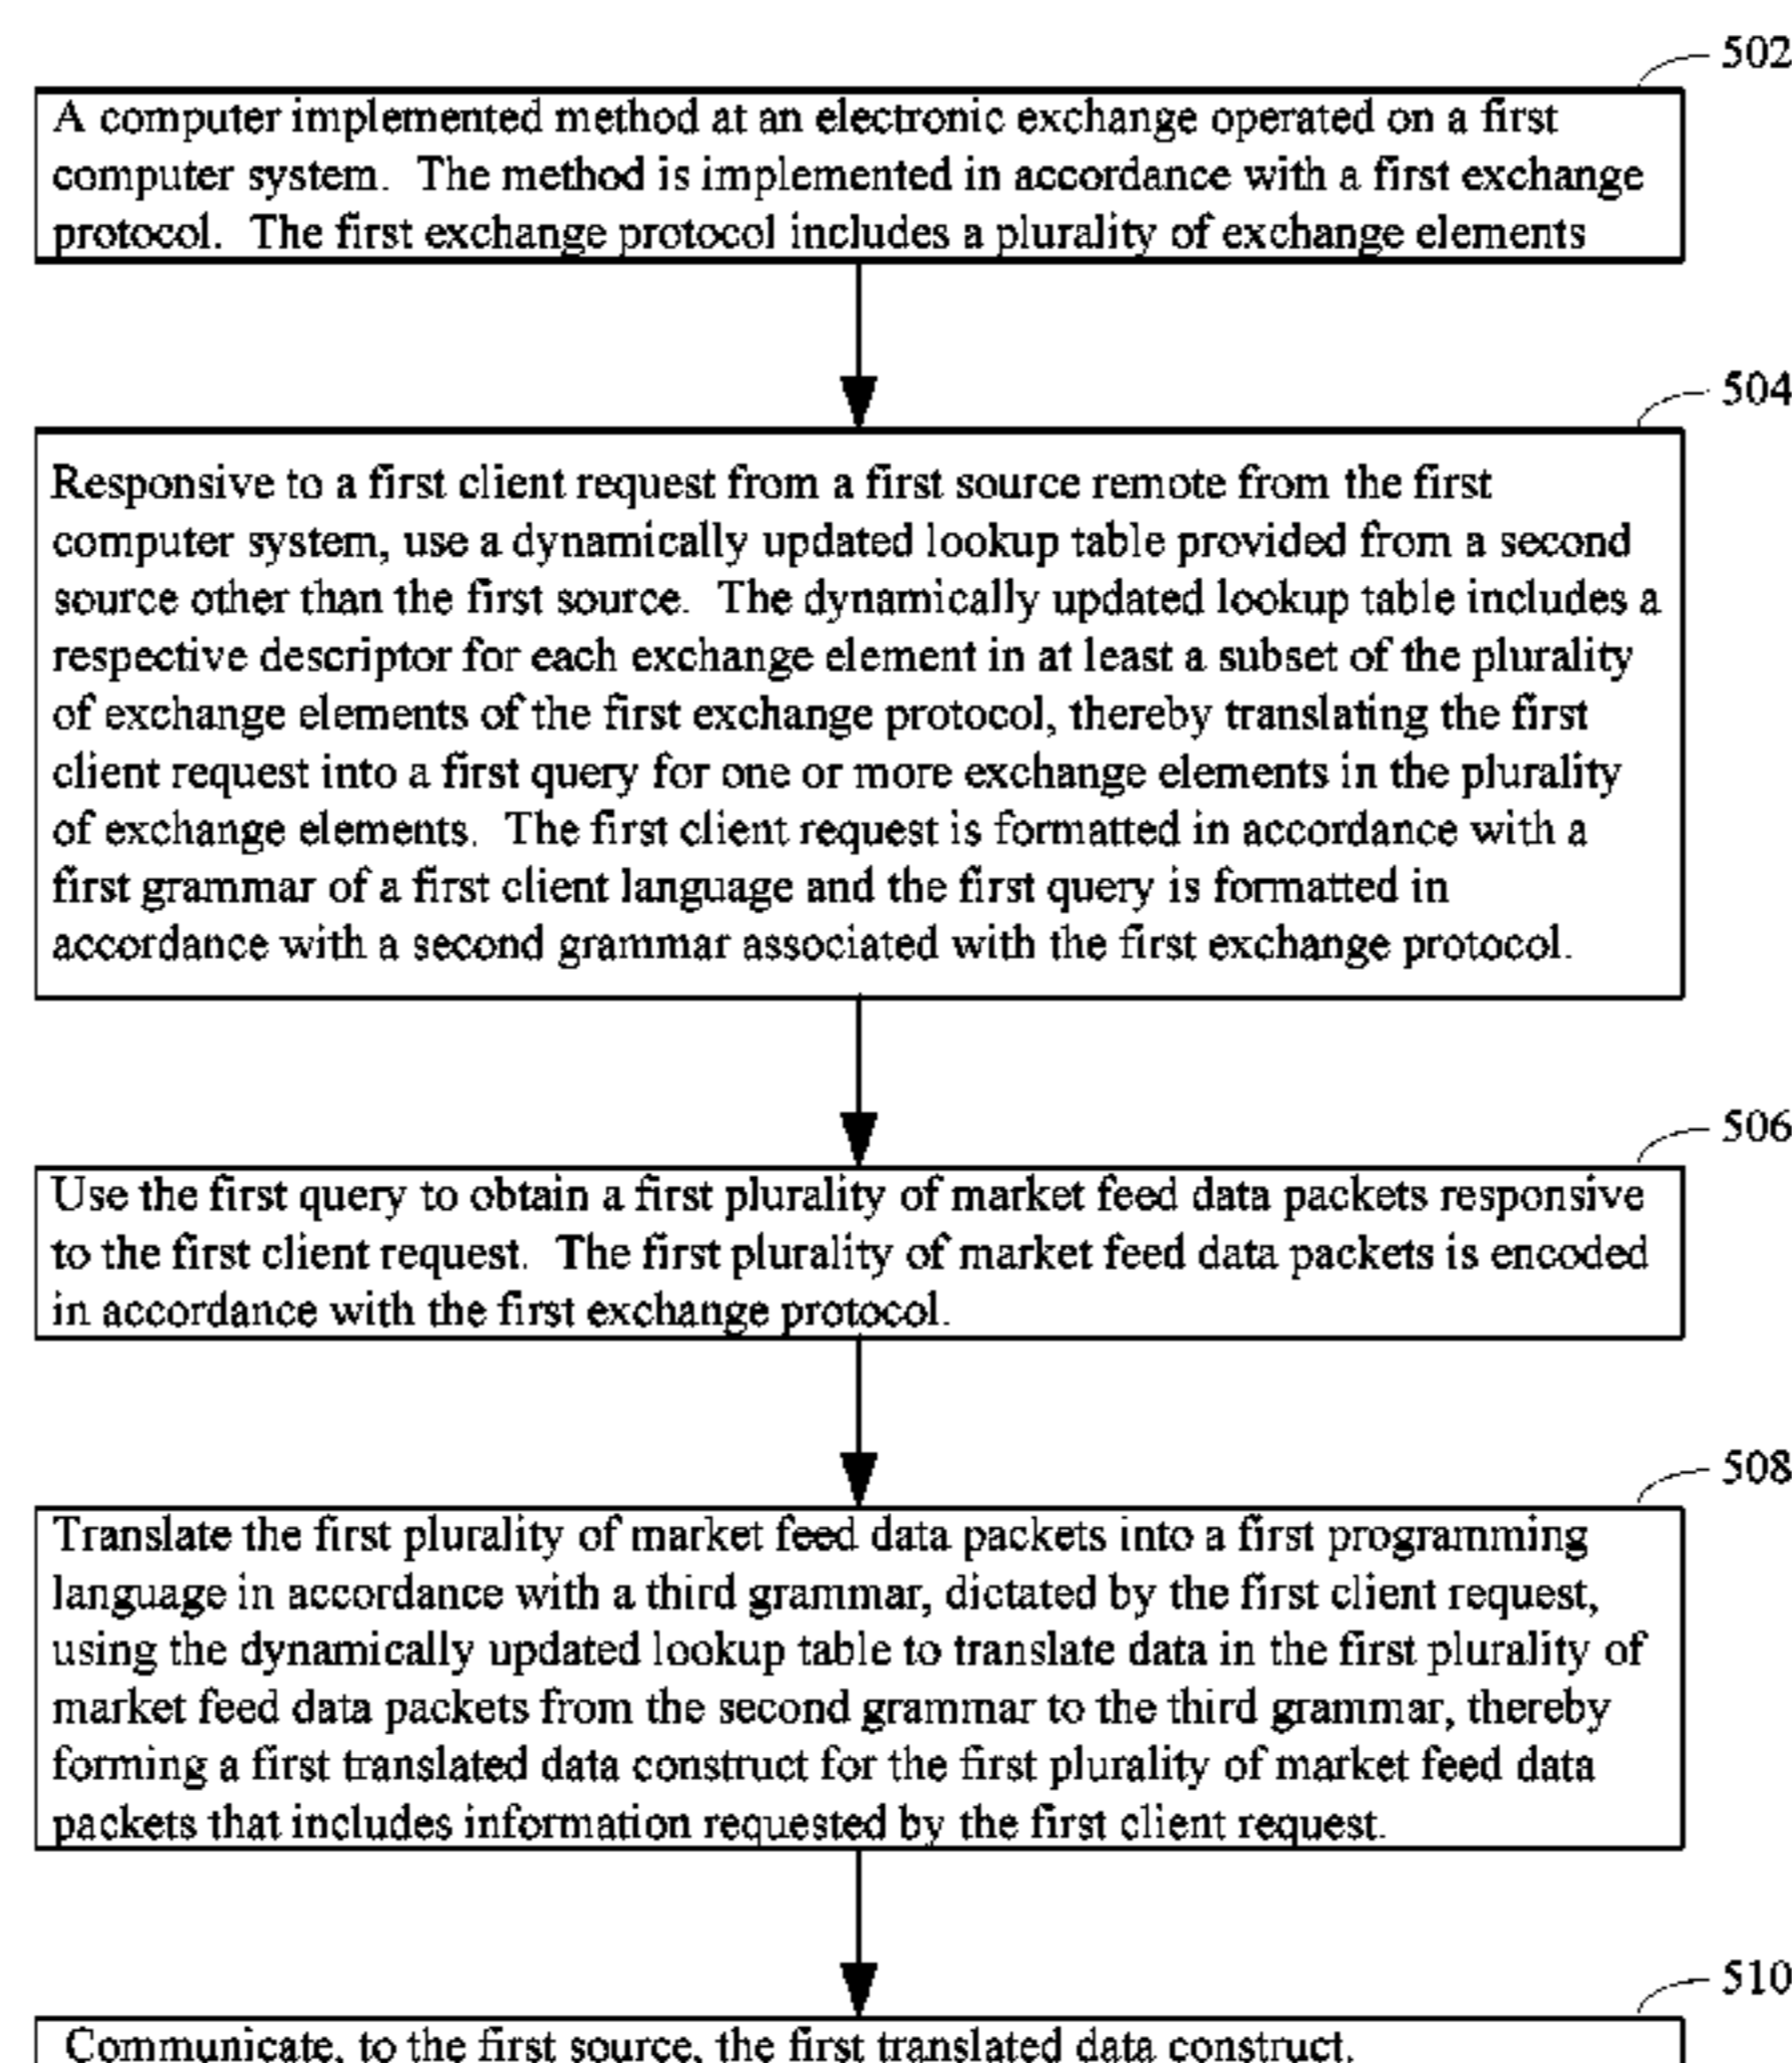 502
A computer implemented method at an electronic exchange operated on a first
computer system. The method is implemented in accordance with a first exchange
protocol. The first exchange protocol includes a plurality of exchange elements
504
Responsive to a first client request from a first source remote from the first
computer system, use a dynamically updated lookup table provided from a second
source other than the first source. The dynamically updated lookup table includes a
respective descriptor for each exchange element in at least a subset of the plurality
of exchange elements of the first exchange protocol, thereby translating the first
client request into a first query for one or more exchange elements in the plurality
of exchange elements. The first client request is formatted in accordance with a
first grammar of a first client language and the first query is formatted in
accordance with a second grammar associated with the first exchange protocol.
506
Use the first query to obtain a first plurality of market feed data packets responsive
to the first client request. The first plurality of market feed data packets is encoded
in accordance with the first exchange protocol.
508
Translate the first plurality of market feed data packets into a first programming
language in accordance with a third grammar, dictated by the first client request,
using the dynamically updated lookup table to translate data in the first plurality of
market feed data packets from the second grammar to the third grammar, thereby
forming a first translated data construct for the first plurality of market feed data
packets that includes information requested by the first client request.
510
Communicate, to the first source, the first translated data construct.